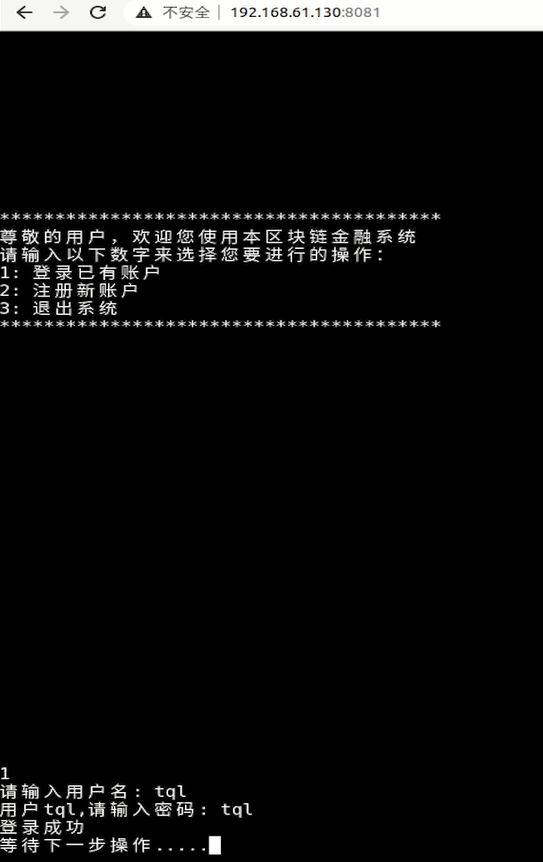 不安全 | 192.168.61.130:8081
****************************************
尊敬的用户, 欢迎您使用本区块链金融系统
请输入以下数字来选择您要进行的操作:
1: 登录已有账户
2: 注册新账户
3: 退出系统
****************************************
1
请输入用户名: tql
用户tql,请输入密码: tql
登录成功
等待下一步操作.....